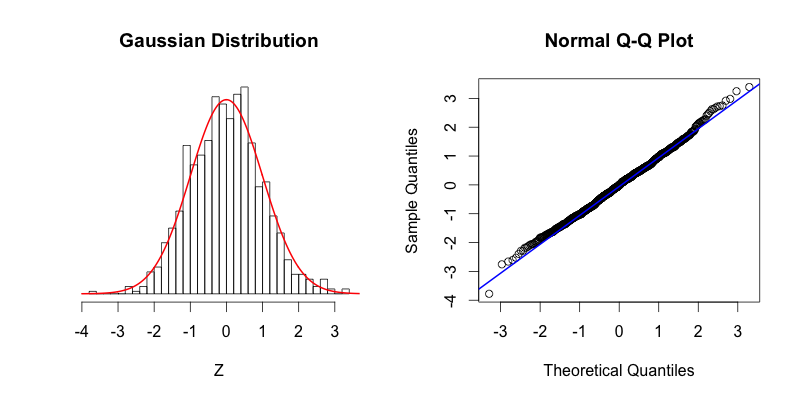 Gaussian Distribution
-4 -3 -2 -1 0 1 2 3
Z
Normal Q-Q Plot
Sample Quantiles
3
2
1
0
-1
-2
-3
-4
-3 -2 -1 0 1 2 3
Theoretical Quantiles